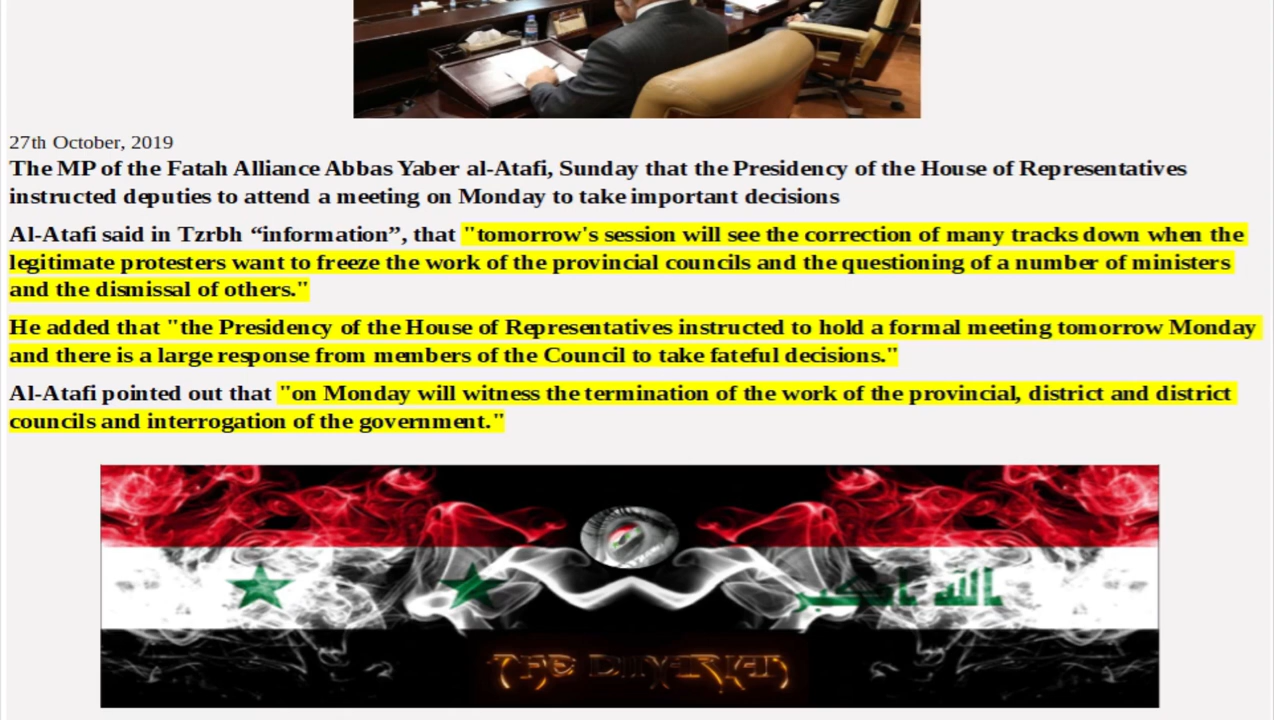 27th October, 2019
The MP of the Fatah Alliance Abbas Yaber al-Atafi, Sunday that the Presidency of the House of Representatives
instructed deputies to attend a meeting on Monday to take important decisions
Al-Atafi said in Tzrbh “information”, that "tomorrow's session will see the correction of many tracks down when the
legitimate protesters want to freeze the work of the provincial councils and the questioning of a number of ministers
and the dismissal of others."
He added that "the Presidency of the House of Representatives instructed to hold a formal meeting tomorrow Monday
and there is a large response from members of the Council to take fateful decisions."
Al-Atafi pointed out that "on Monday will witness the termination of the work of the provincial, district and district
councils and interrogation of the government."
الله اكبر
THE DINARIAN